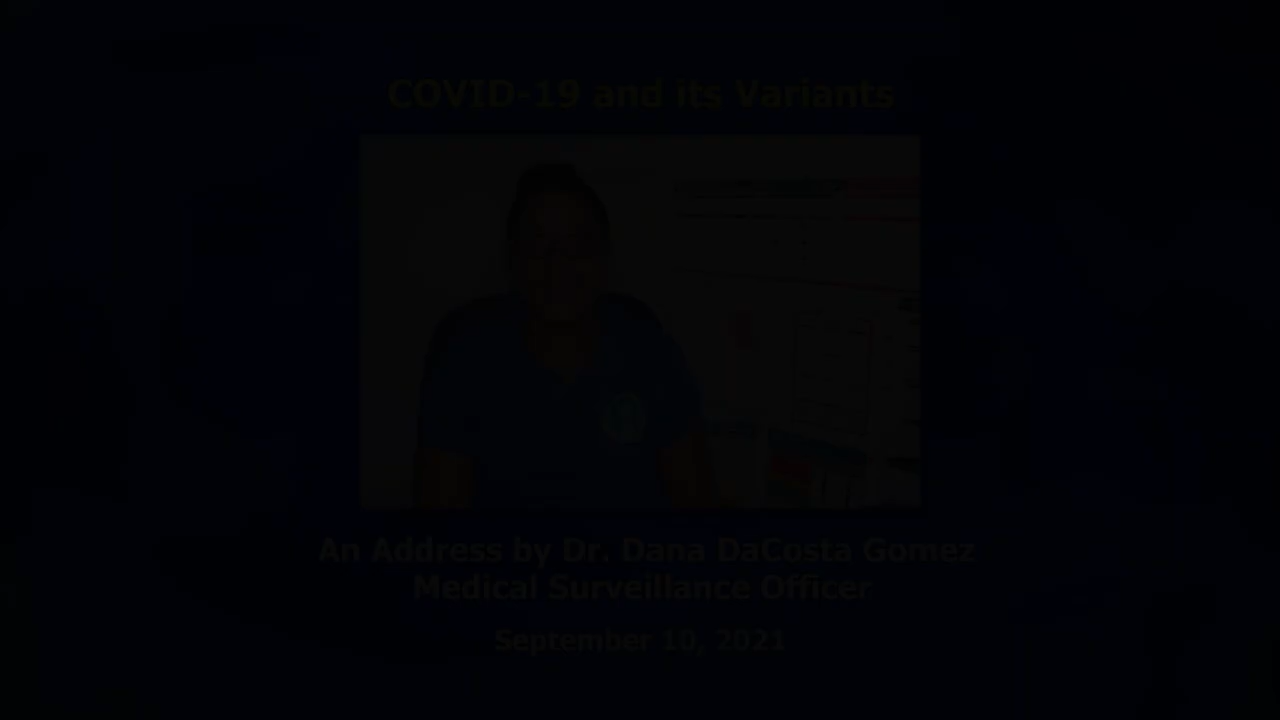 COVID-19 and its Variants
An Address by Dr. Dana DaCosta Gomez
Medical Surveillance Officer
September 10, 2021